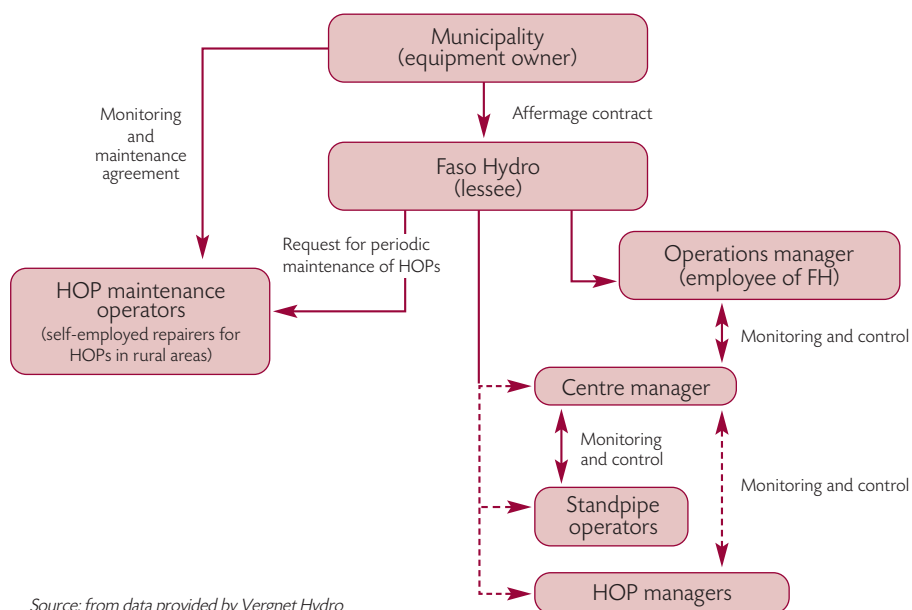 Municipality
(equipment owner)
Monitoring
and
maintenance
agreement
Affermage contract
Faso Hydro
(lessee)
Request for periodic
maintenance of HOPs
Operations manager
(employee of FH)
HOP maintenance
operators
(self-employed repairers for
HOPs in rural areas)
Monitoring and control
Centre manager
Monitoring
and control
Monitoring and control
Standpipe
operators
HOP managers
Source: from data provided by Vergnet Hydro